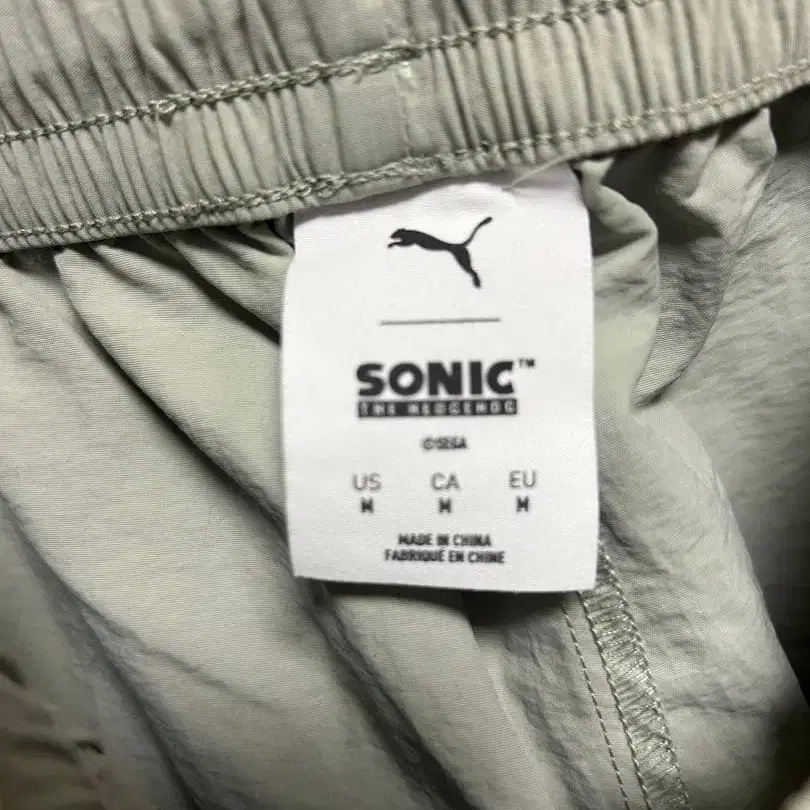 SONIC™
THE HEDGEHOG
©SEGA
US CA EU
M M M
MADE IN CHINA
FABRIQUÉ EN CHINE